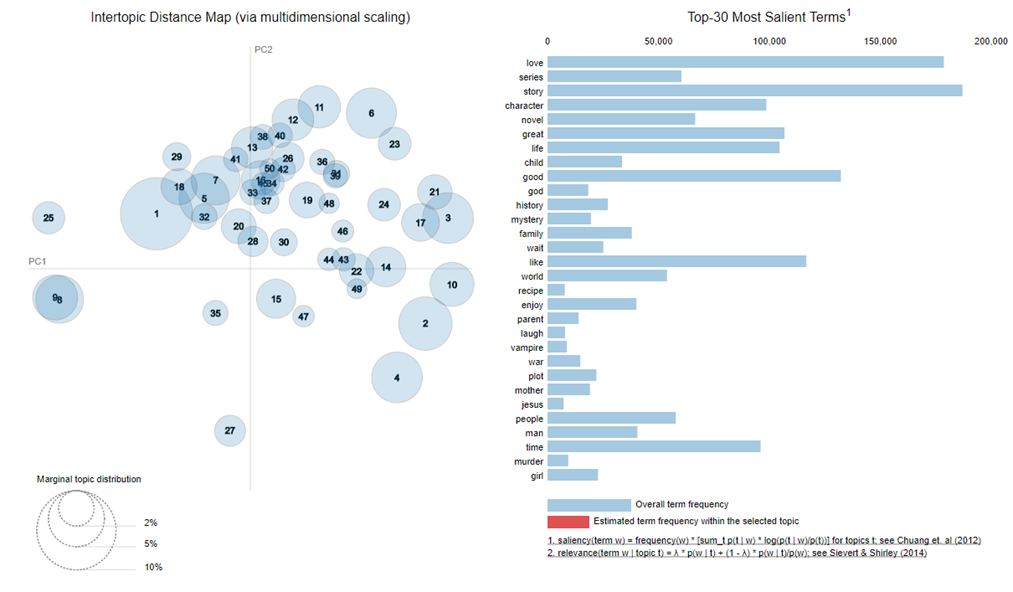 Intertopic Distance Map (via multidimensional scaling)
PC2
11
6
12
38
40
13
23
29
41
26
36
50
42
7
18
34
33
5
37
19
48
24
21
1
25
32
17
3
20
46
28
30
PC1
44
43
22
14
49
10
9
8
15
35
47
2
4
27
Marginal topic distribution
2%
5%
10%
Top-30 Most Salient Terms1
0
50,000
100,000
150,000
200,000
love
series
story
character
novel
great
life
child
good
god
history
mystery
family
wait
like
world
recipe
enjoy
parent
laugh
vampire
war
plot
mother
jesus
people
man
time
murder
girl
Overall term frequency
Estimated term frequency within the selected topic
1. saliency(term w) = frequency(w) * [sum_t p(t | w) * log(p(t | w)/p(t))] for topics t; see Chuang et. al (2012)
2. relevance(term w | topic t) = λ * p(w | t) + (1 - λ) * p(w | t)/p(w); see Sievert & Shirley (2014)